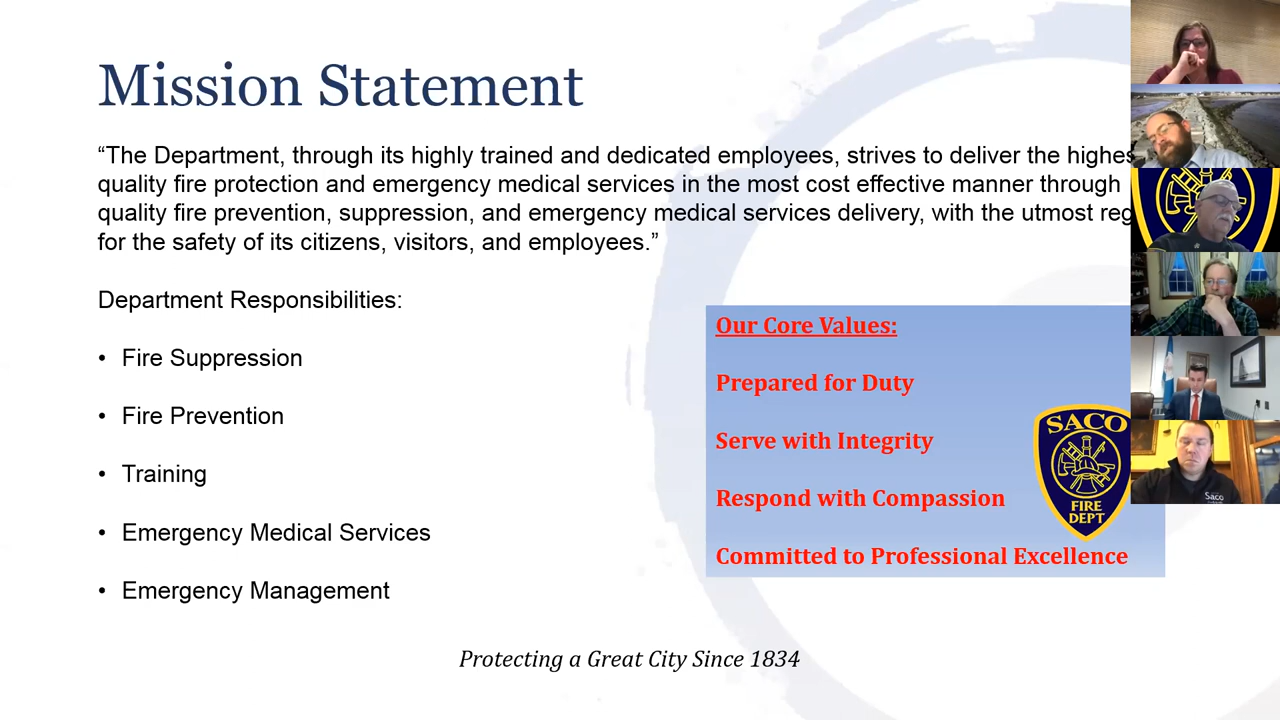 Mission Statement
“The Department, through its highly trained and dedicated employees, strives to deliver the highes
quality fire protection and emergency medical services in the most cost effective manner through
quality fire prevention, suppression, and emergency medical services delivery, with the utmost reg
for the safety of its citizens, visitors, and employees.”
Department Responsibilities:
• Fire Suppression
• Fire Prevention
• Training
• Emergency Medical Services
• Emergency Management
Our Core Values:
Prepared for Duty
Serve with Integrity
Respond with Compassion
Committed to Professional Excellence
SACO
FIRE
DEPT
Protecting a Great City Since 1834
Saco